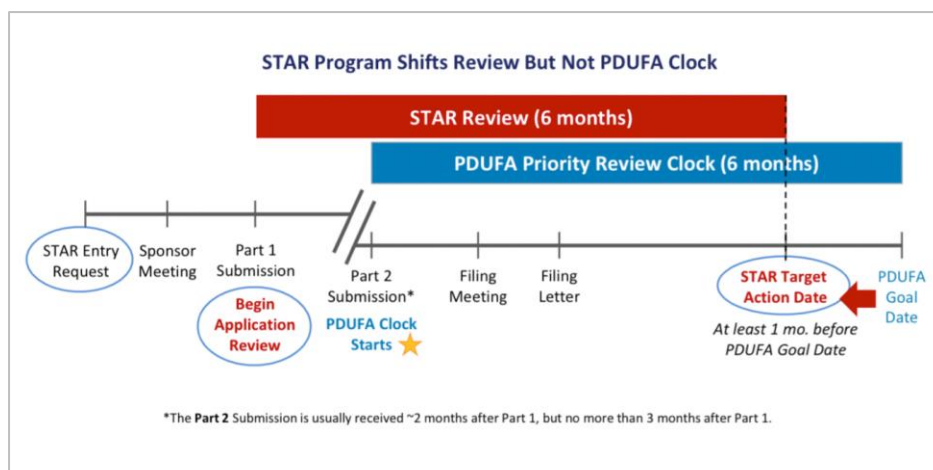 STAR Program Shifts Review But Not PDUFA Clock
STAR Review (6 months)
PDUFA Priority Review Clock (6 months)
STAR Entry
Request
Sponsor
Meeting
Part 1
Submission
Begin
Application
Review
Part 2
Submission*
PDUFA Clock
Starts
Filing
Meeting
Filing
Letter
STAR Target
Action Date
At least 1 mo. before
PDUFA Goal Date
PDUFA
Goal
Date
*The Part 2 Submission is usually received ~2 months after Part 1, but no more than 3 months after Part 1.